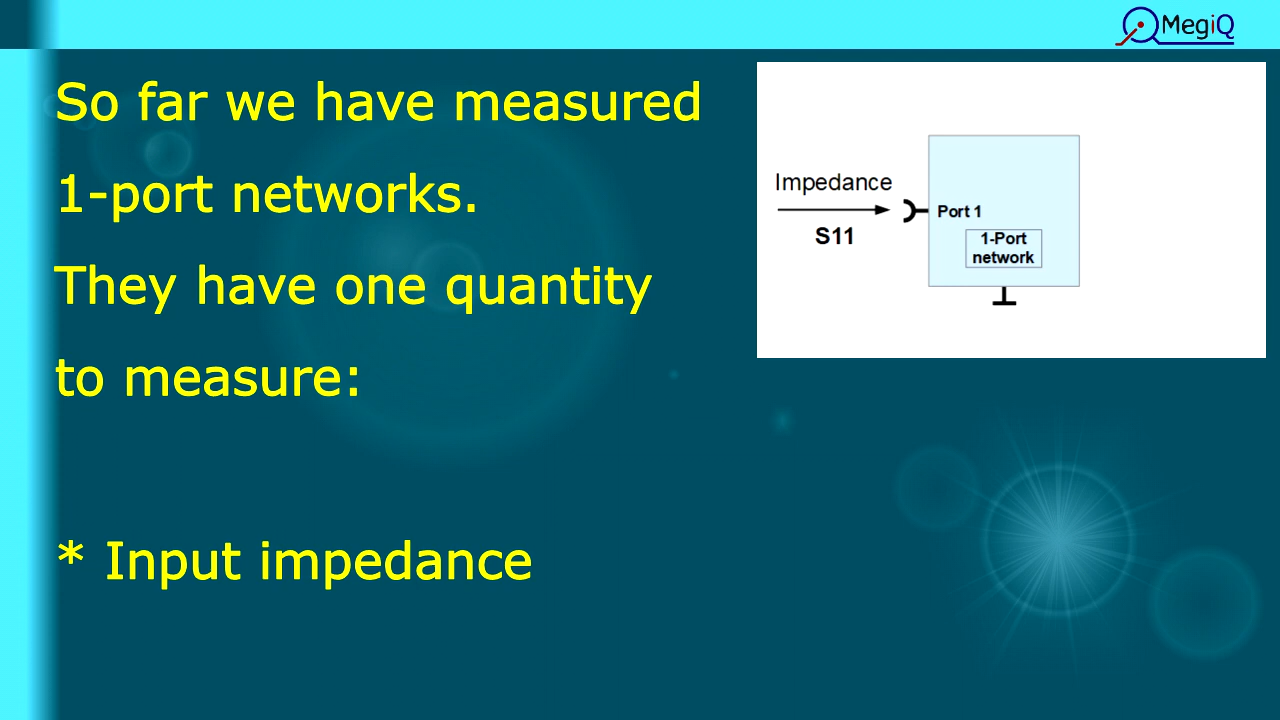 MegiQ
So far we have measured
1-port networks.
They have one quantity
to measure:
* Input impedance
Impedance
S11
Port 1
1-Port
network